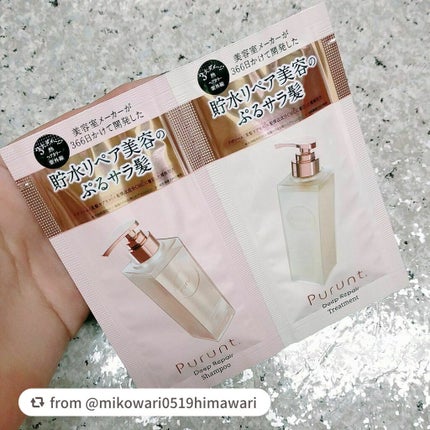 美容室メーカーが
366日かけて開発した
貯水リペア美容の
ぷるサラ髪
Purunt.
Deep Repair
Shampoo
美容室メーカーが
366日かけて開発した
貯水リペア美容の
ぷるサラ髪
Purunt.
Deep Repair
Treatment
from @mikowari0519himawari